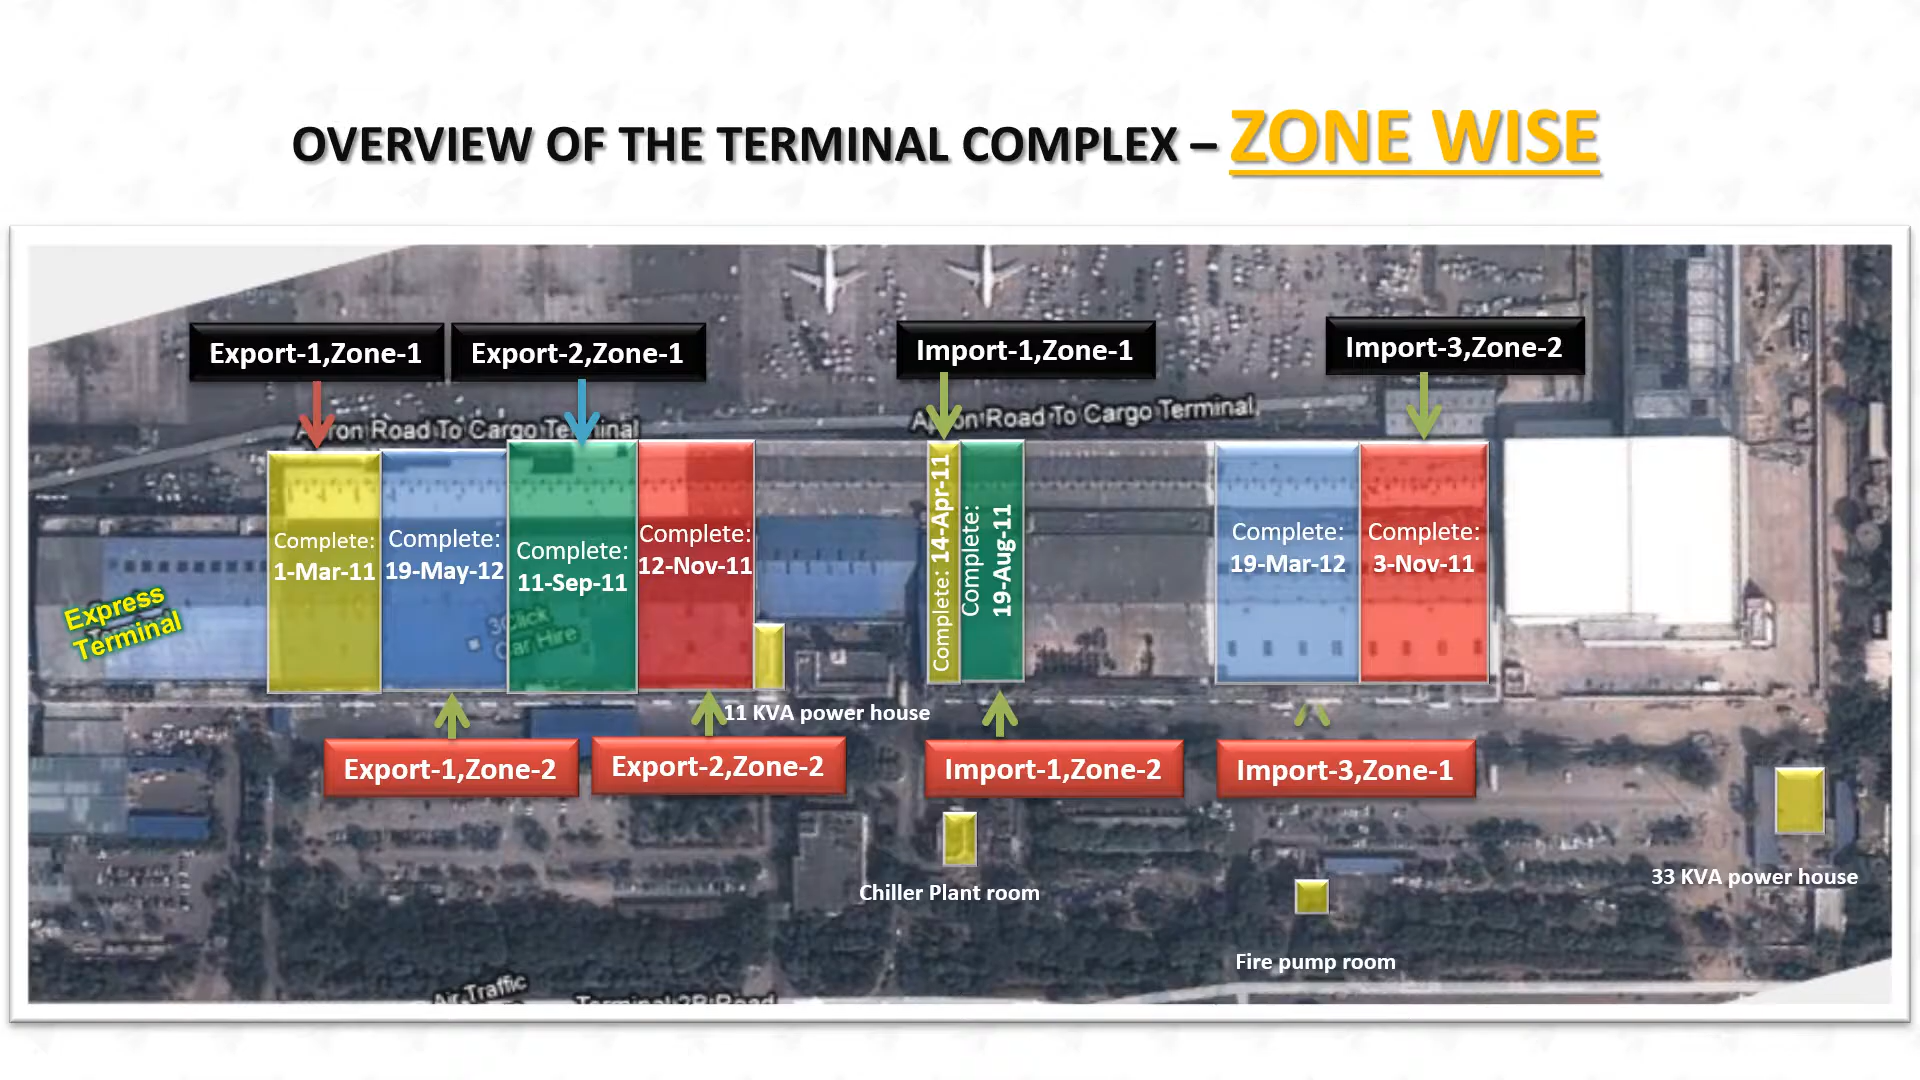 OVERVIEW OF THE TERMINAL COMPLEX – ZONE WISE
Export-1,Zone-1
Export-2,Zone-1
Import-1,Zone-1
Import-3,Zone-2
Road To Cargo
Road To Cargo Terminal
Complete:
1-Mar-11
Complete:
19-May-12
Complete:
11-Sep-11
Complete:
12-Nov-11
Complete: 14-Apr-11
Complete:
19-Aug-11
Complete:
19-Mar-12
Complete:
3-Nov-11
Express
Terminal
3Click
Car Hire
11 KVA power house
Export-1,Zone-2
Export-2,Zone-2
Import-1,Zone-2
Import-3,Zone-1
Chiller Plant room
33 KVA power house
Fire pump room
Air Traffic